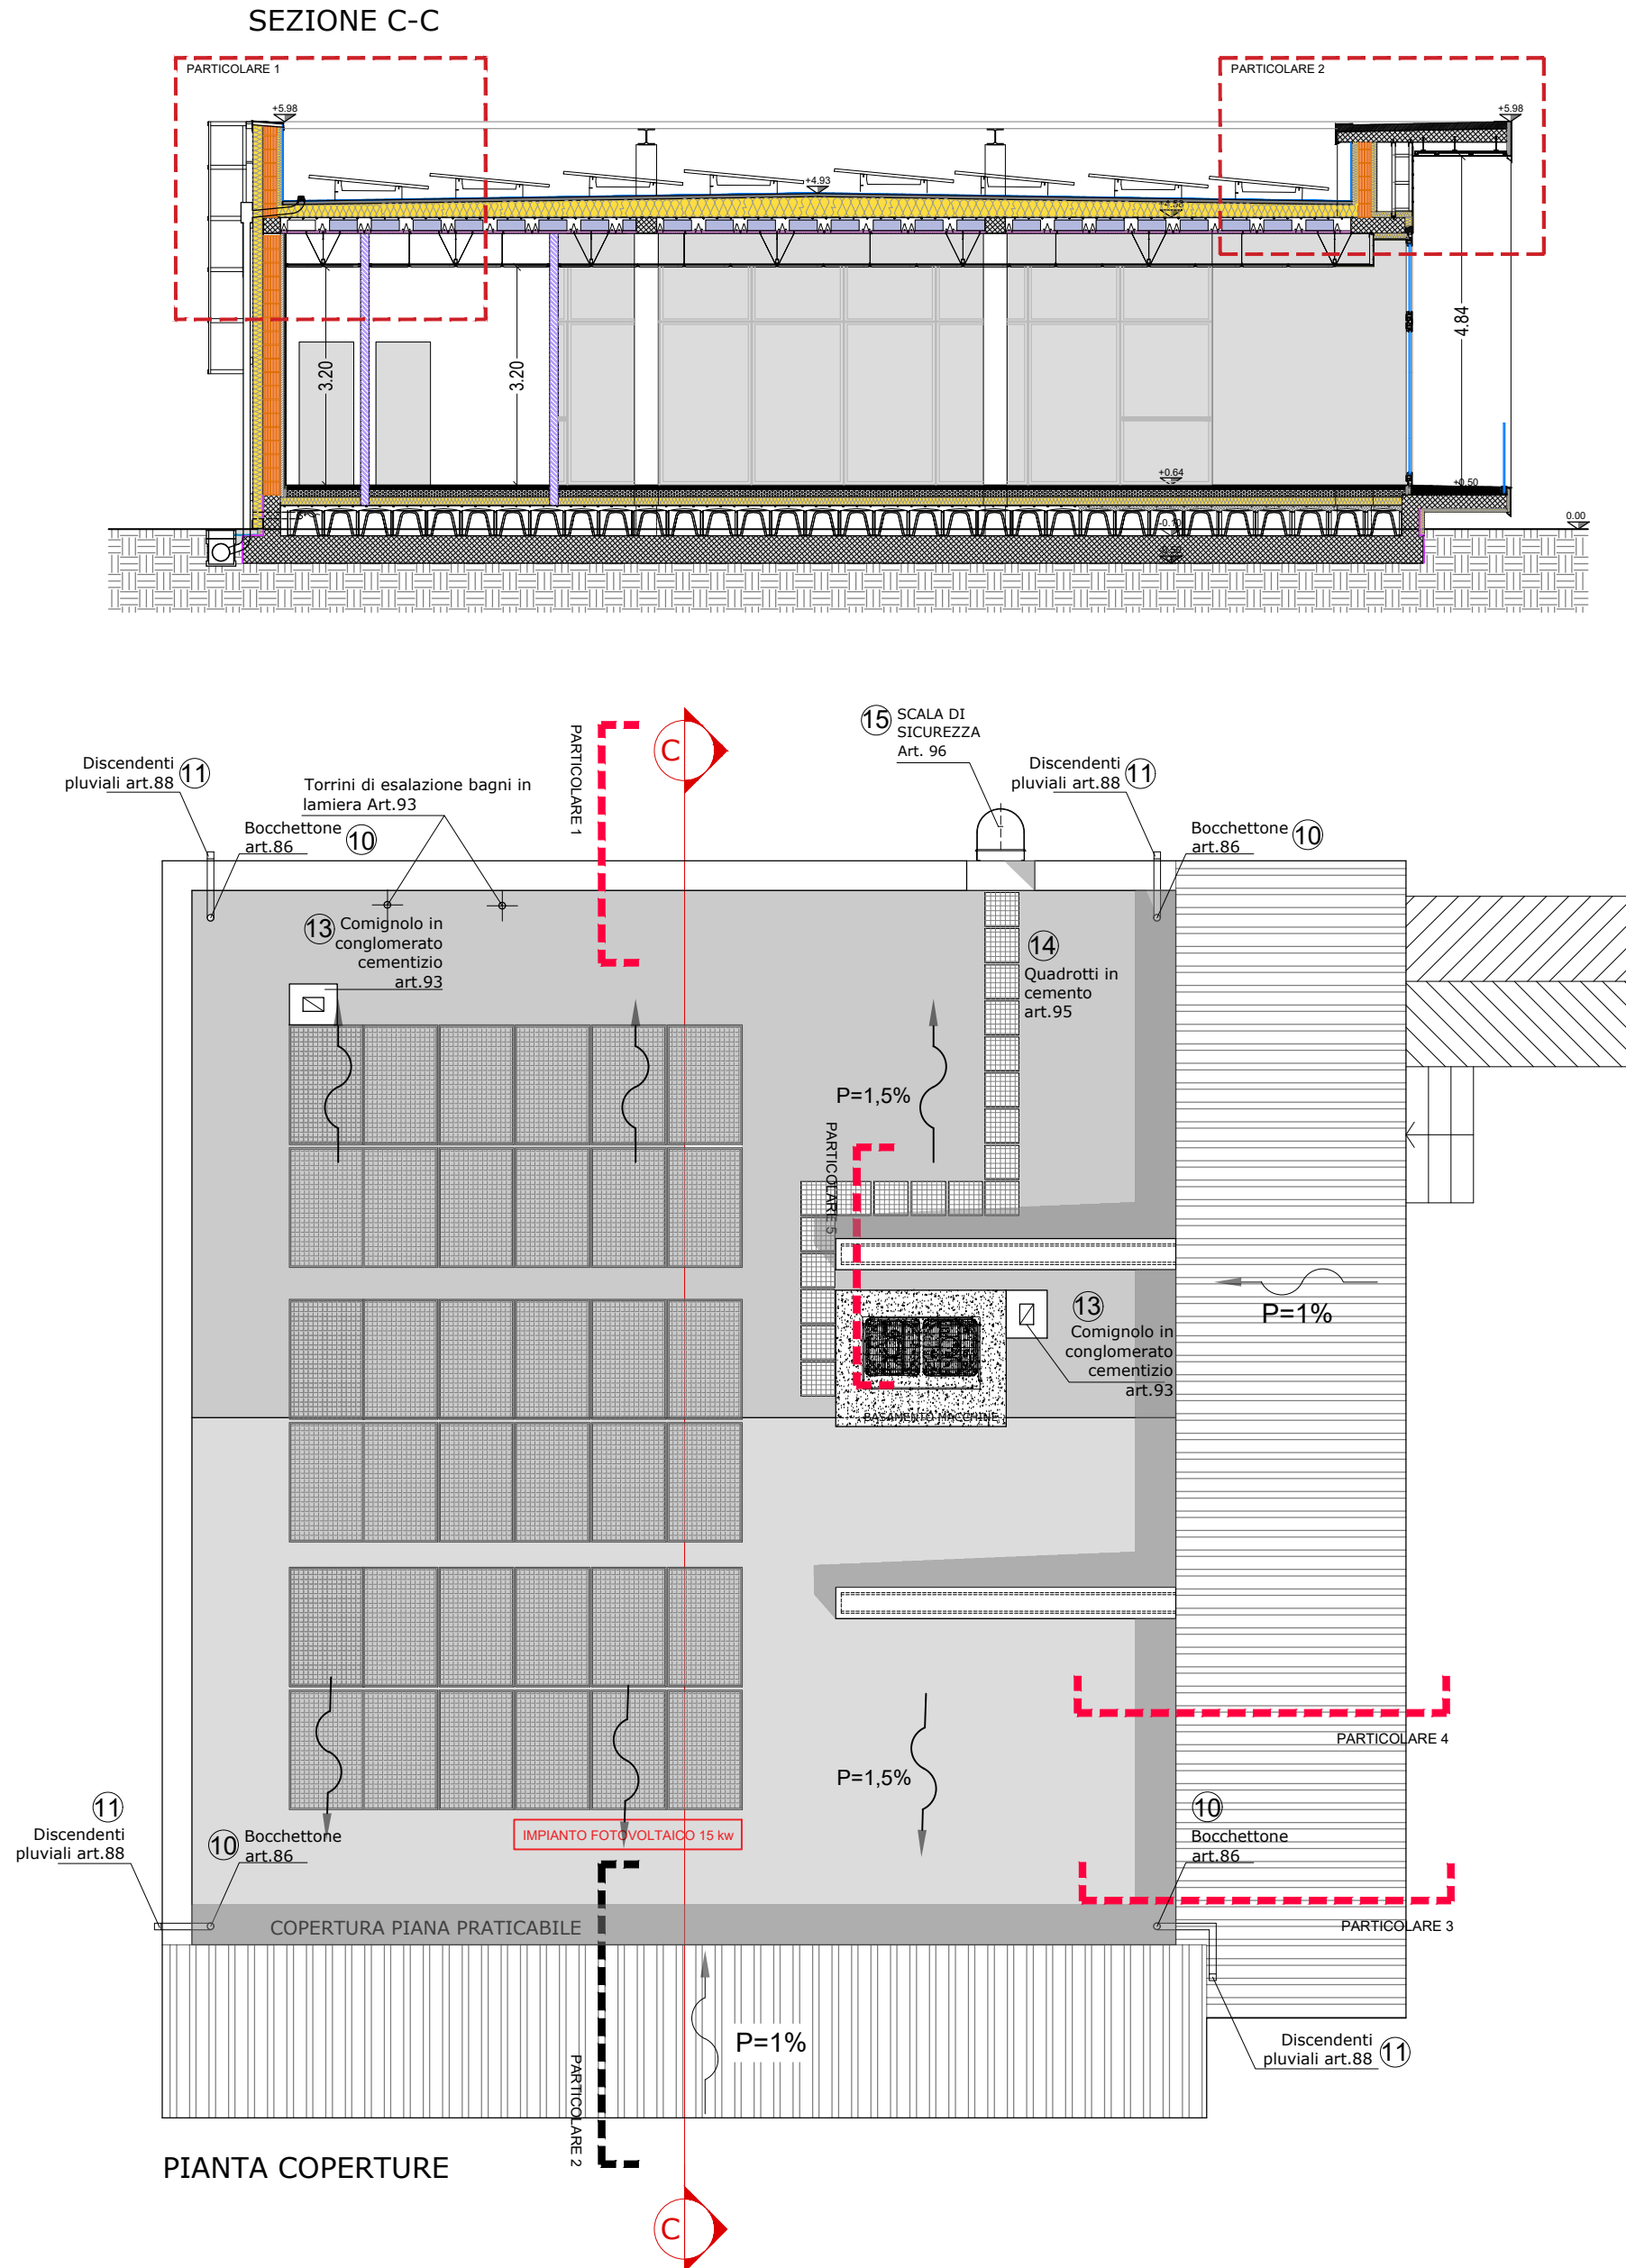 SEZIONE C-C
PARTICOLARE 1
PARTICOLARE 2
+5.98
+5.98
+4.93
4.84
3.20
3.20
+0.64
+0.50
0.00
-0.10
C
PARTICOLARE 1
15
SCALA DI
SICUREZZA
Art. 96
Discendenti
pluviali art.88
11
Torrini di esalazione bagni in
lamiera Art.93
Bocchettone
art.86
10
Discendenti
pluviali art.88
11
Bocchettone
art.86
10
13
Comignolo in
conglomerato
cementizio
art.93
14
Quadrotti in
cemento
art.95
P=1,5%
PARTICOLARE 5
P=1%
13
Comignolo in
conglomerato
cementizio
art.93
BASAMENTO MACCHINE
PARTICOLARE 4
P=1,5%
11
Discendenti
pluviali art.88
10
Bocchettone
art.86
IMPIANTO FOTOVOLTAICO 15 kw
10
Bocchettone
art.86
COPERTURA PIANA PRATICABILE
PARTICOLARE 3
P=1%
Discendenti
pluviali art.88
11
PARTICOLARE 2
PIANTA COPERTURE
C